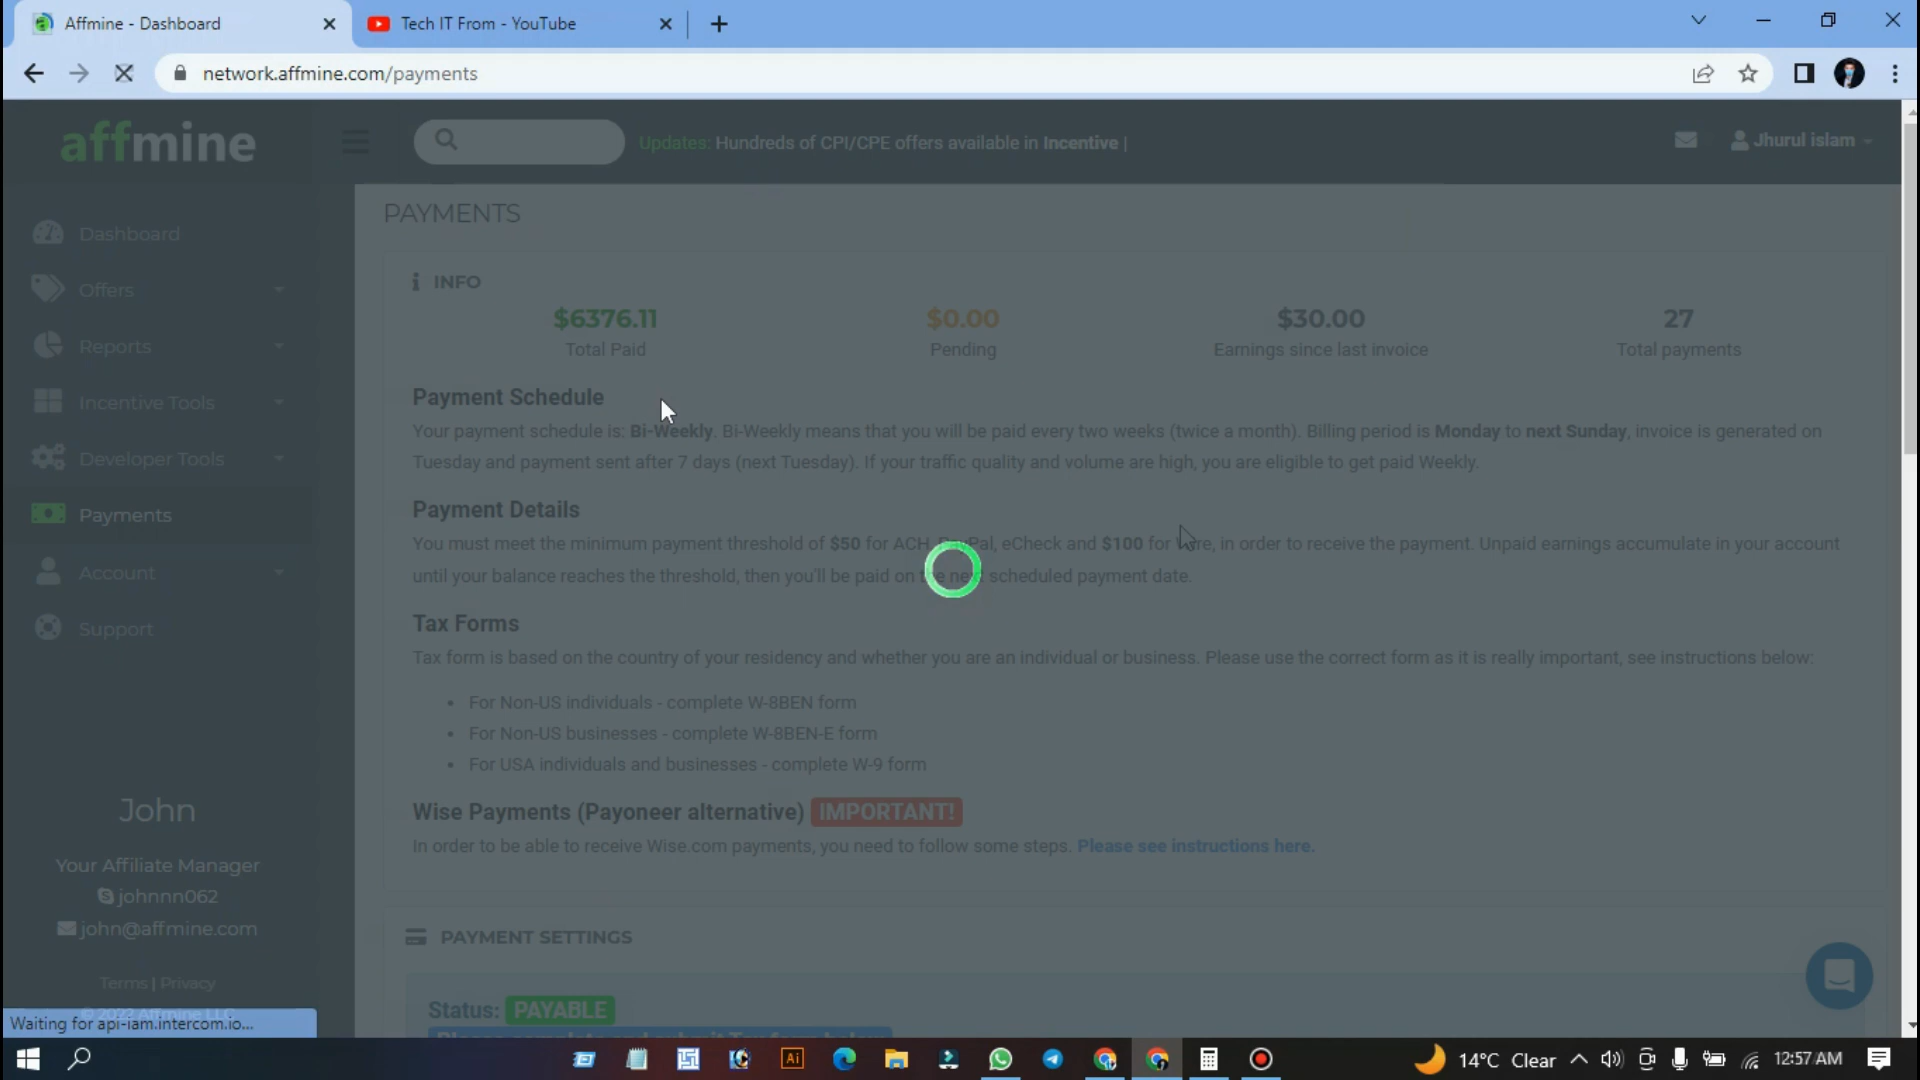 Affmine - Dashboard
Tech IT From - YouTube
network.affmine.com/payments
affmine
Updates: Hundreds of CPI/CPE offers available in Incentive |
Jhurul islam
Dashboard
Offers
Reports
Incentive Tools
Developer Tools
Payments
Account
Support
John
Your Affiliate Manager
johnnn062
john@affmine.com
Terms | Privacy
© 2022 Affmine LLC
Waiting for api-iam.intercom.io...
PAYMENTS
INFO
$6376.11
Total Paid
$0.00
Pending
$30.00
Earnings since last invoice
27
Total payments
Payment Schedule
Your payment schedule is: Bi-Weekly. Bi-Weekly means that you will be paid every two weeks (twice a month). Billing period is Monday to next Sunday, invoice is generated on
Tuesday and payment sent after 7 days (next Tuesday). If your traffic quality and volume are high, you are eligible to get paid Weekly.
Payment Details
You must meet the minimum payment threshold of $50 for ACH, PayPal, eCheck and $100 for Wire, in order to receive the payment. Unpaid earnings accumulate in your account
until your balance reaches the threshold, then you'll be paid on the next scheduled payment date.
Tax Forms
Tax form is based on the country of your residency and whether you are an individual or business. Please use the correct form as it is really important, see instructions below:
• For Non-US individuals - complete W-8BEN form
• For Non-US businesses - complete W-8BEN-E form
• For USA individuals and businesses - complete W-9 form
Wise Payments (Payoneer alternative) IMPORTANT!
In order to be able to receive Wise.com payments, you need to follow some steps. Please see instructions here.
PAYMENT SETTINGS
Status: PAYABLE
Ai
14°C Clear
12:57 AM